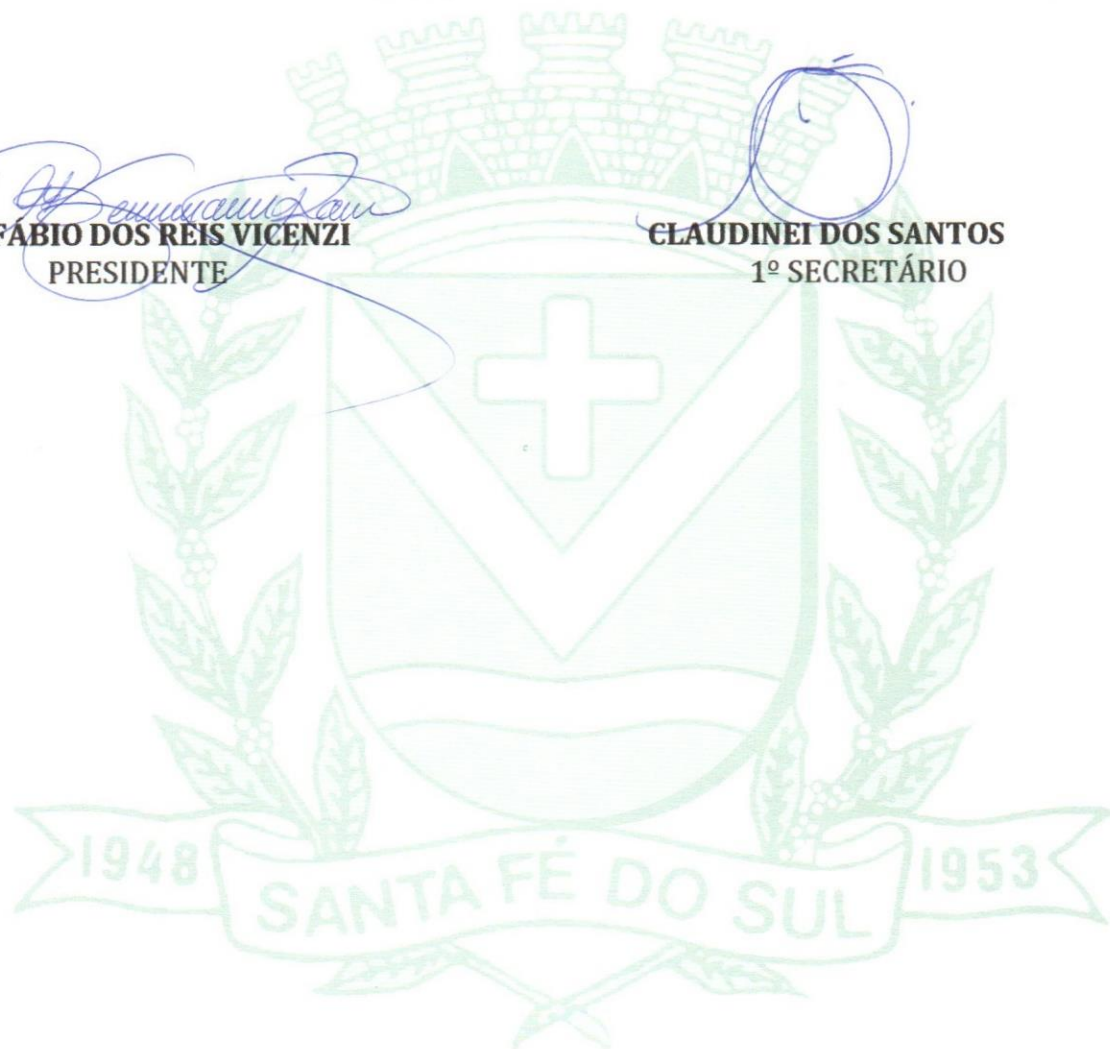 FÁBIO DOS REIS VICENZI
PRESIDENTE
CLAUDINEI DOS SANTOS
1º SECRETÁRIO
1948
SANTA FÉ DO SUL
1953